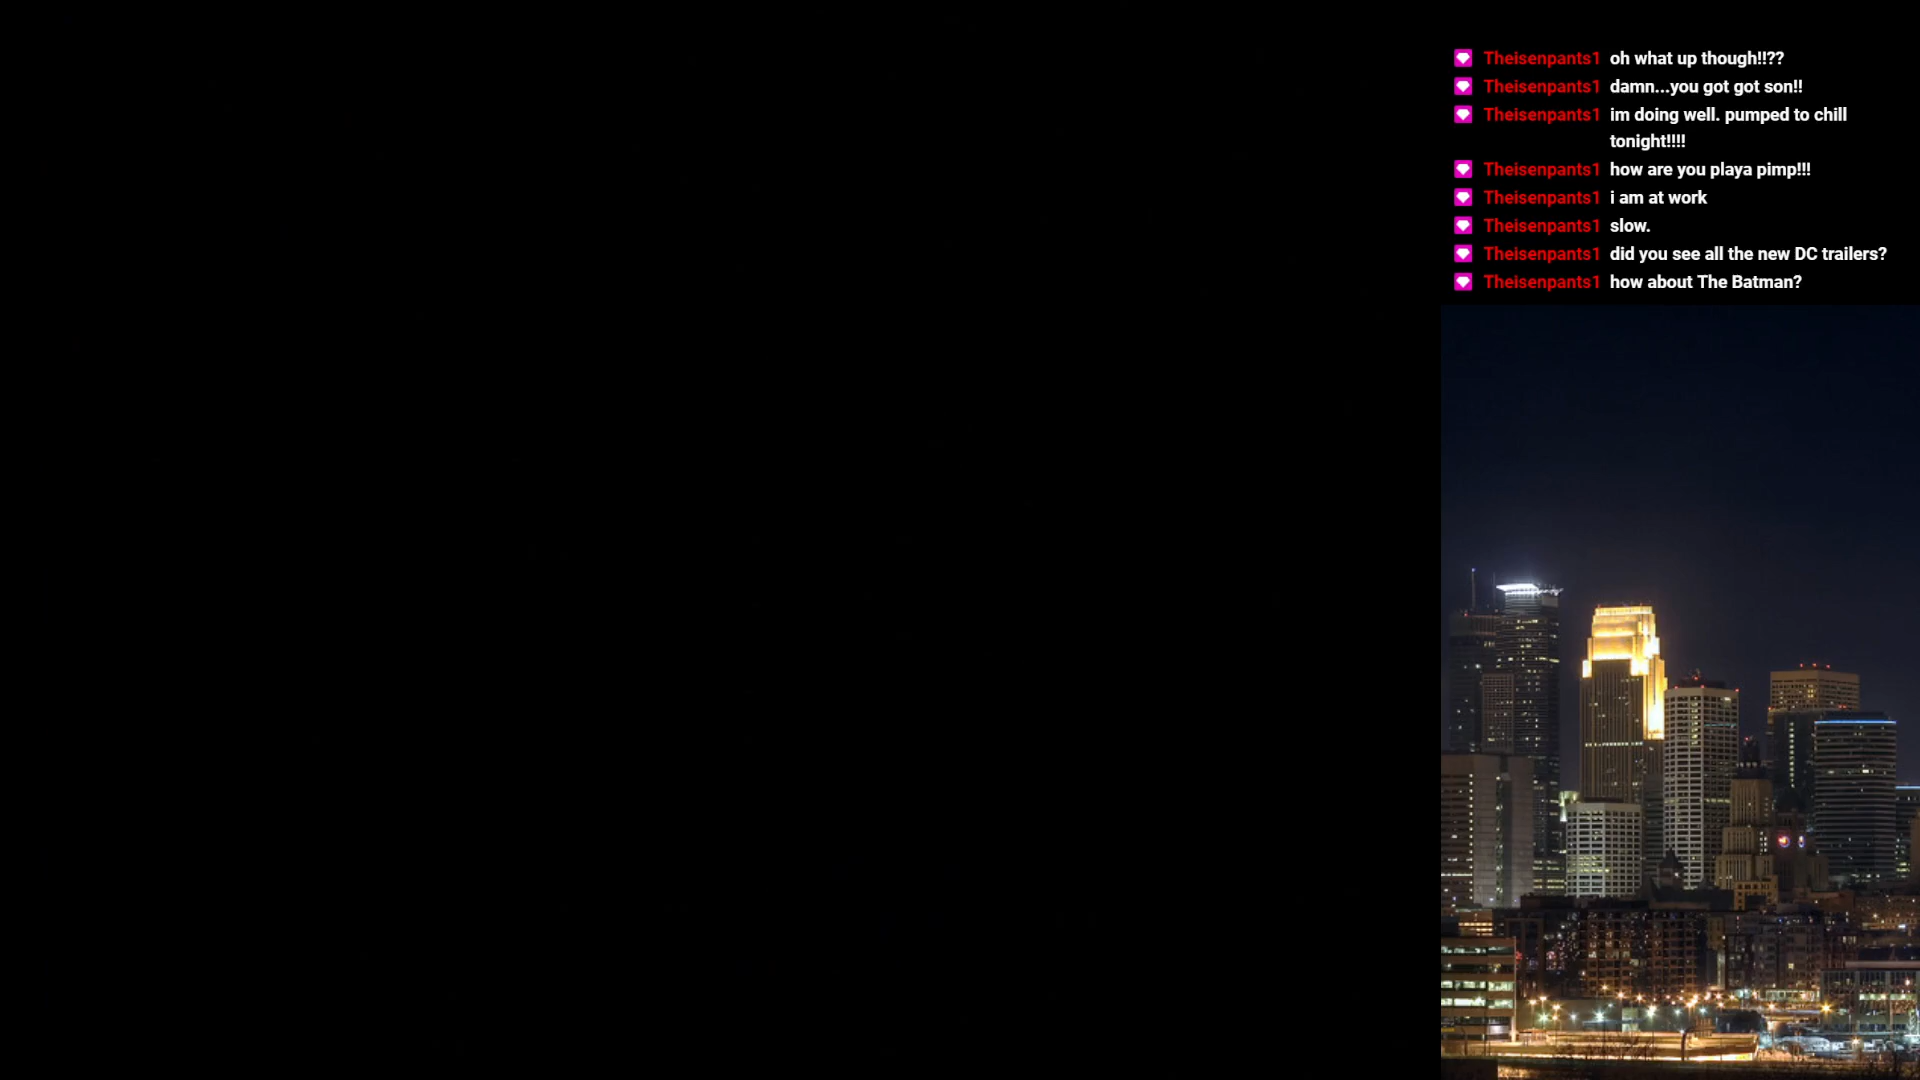 Theisenpants1 oh what up though!!??
Theisenpants1 damn...you got got son!!
Theisenpants1 im doing well. pumped to chill
tonight!!!!
Theisenpants1 how are you playa pimp!!!
Theisenpants1 i am at work
Theisenpants1 slow.
Theisenpants1 did you see all the new DC trailers?
Theisenpants1 how about The Batman?